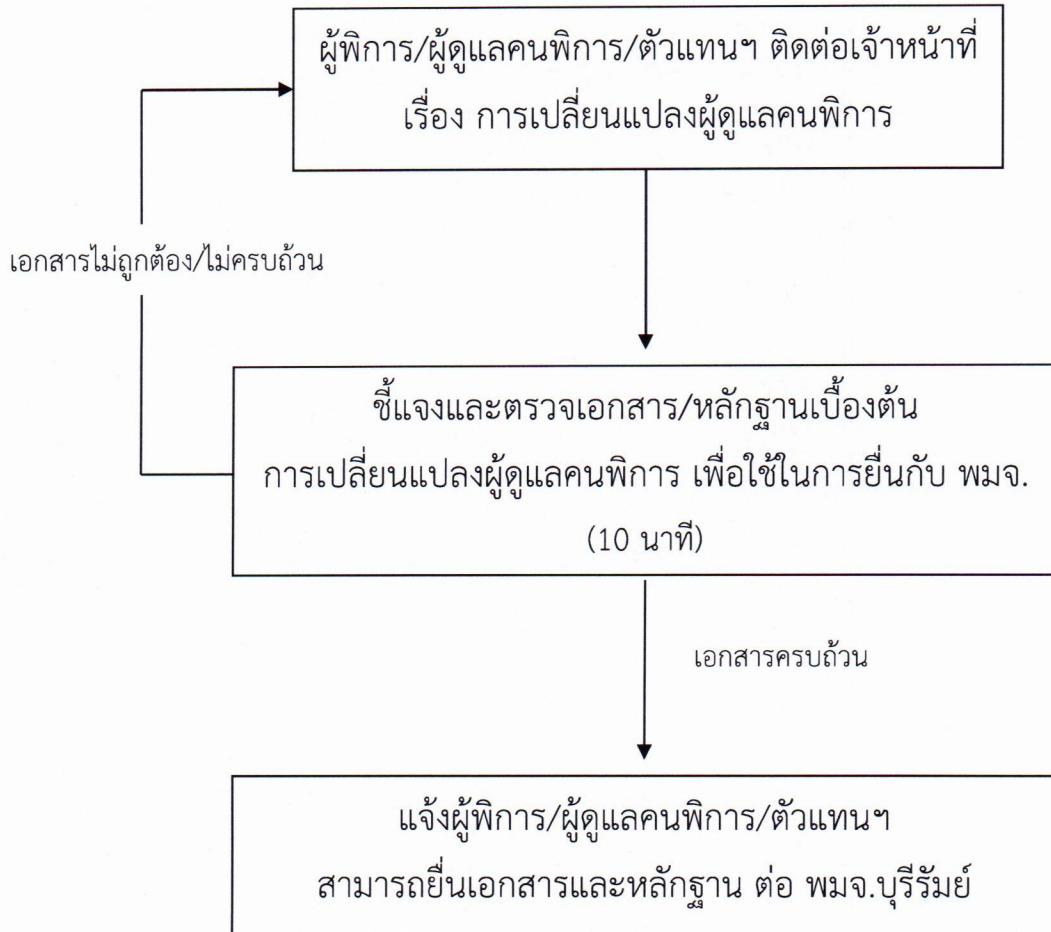 ผู้พิการ/ผู้ดูแลคนพิการ/ตัวแทนฯ ติดต่อเจ้าหน้าที่
เรื่อง การเปลี่ยนแปลงผู้ดูแลคนพิการ
เอกสารไม่ถูกต้อง/ไม่ครบถ้วน
ชี้แจงและตรวจเอกสาร/หลักฐานเบื้องต้น
การเปลี่ยนแปลงผู้ดูแลคนพิการ เพื่อใช้ในการยื่นกับ พมจ.
(10 นาที)
เอกสารครบถ้วน
แจ้งผู้พิการ/ผู้ดูแลคนพิการ/ตัวแทนฯ
สามารถยื่นเอกสารและหลักฐาน ต่อ พมจ.บุรีรัมย์